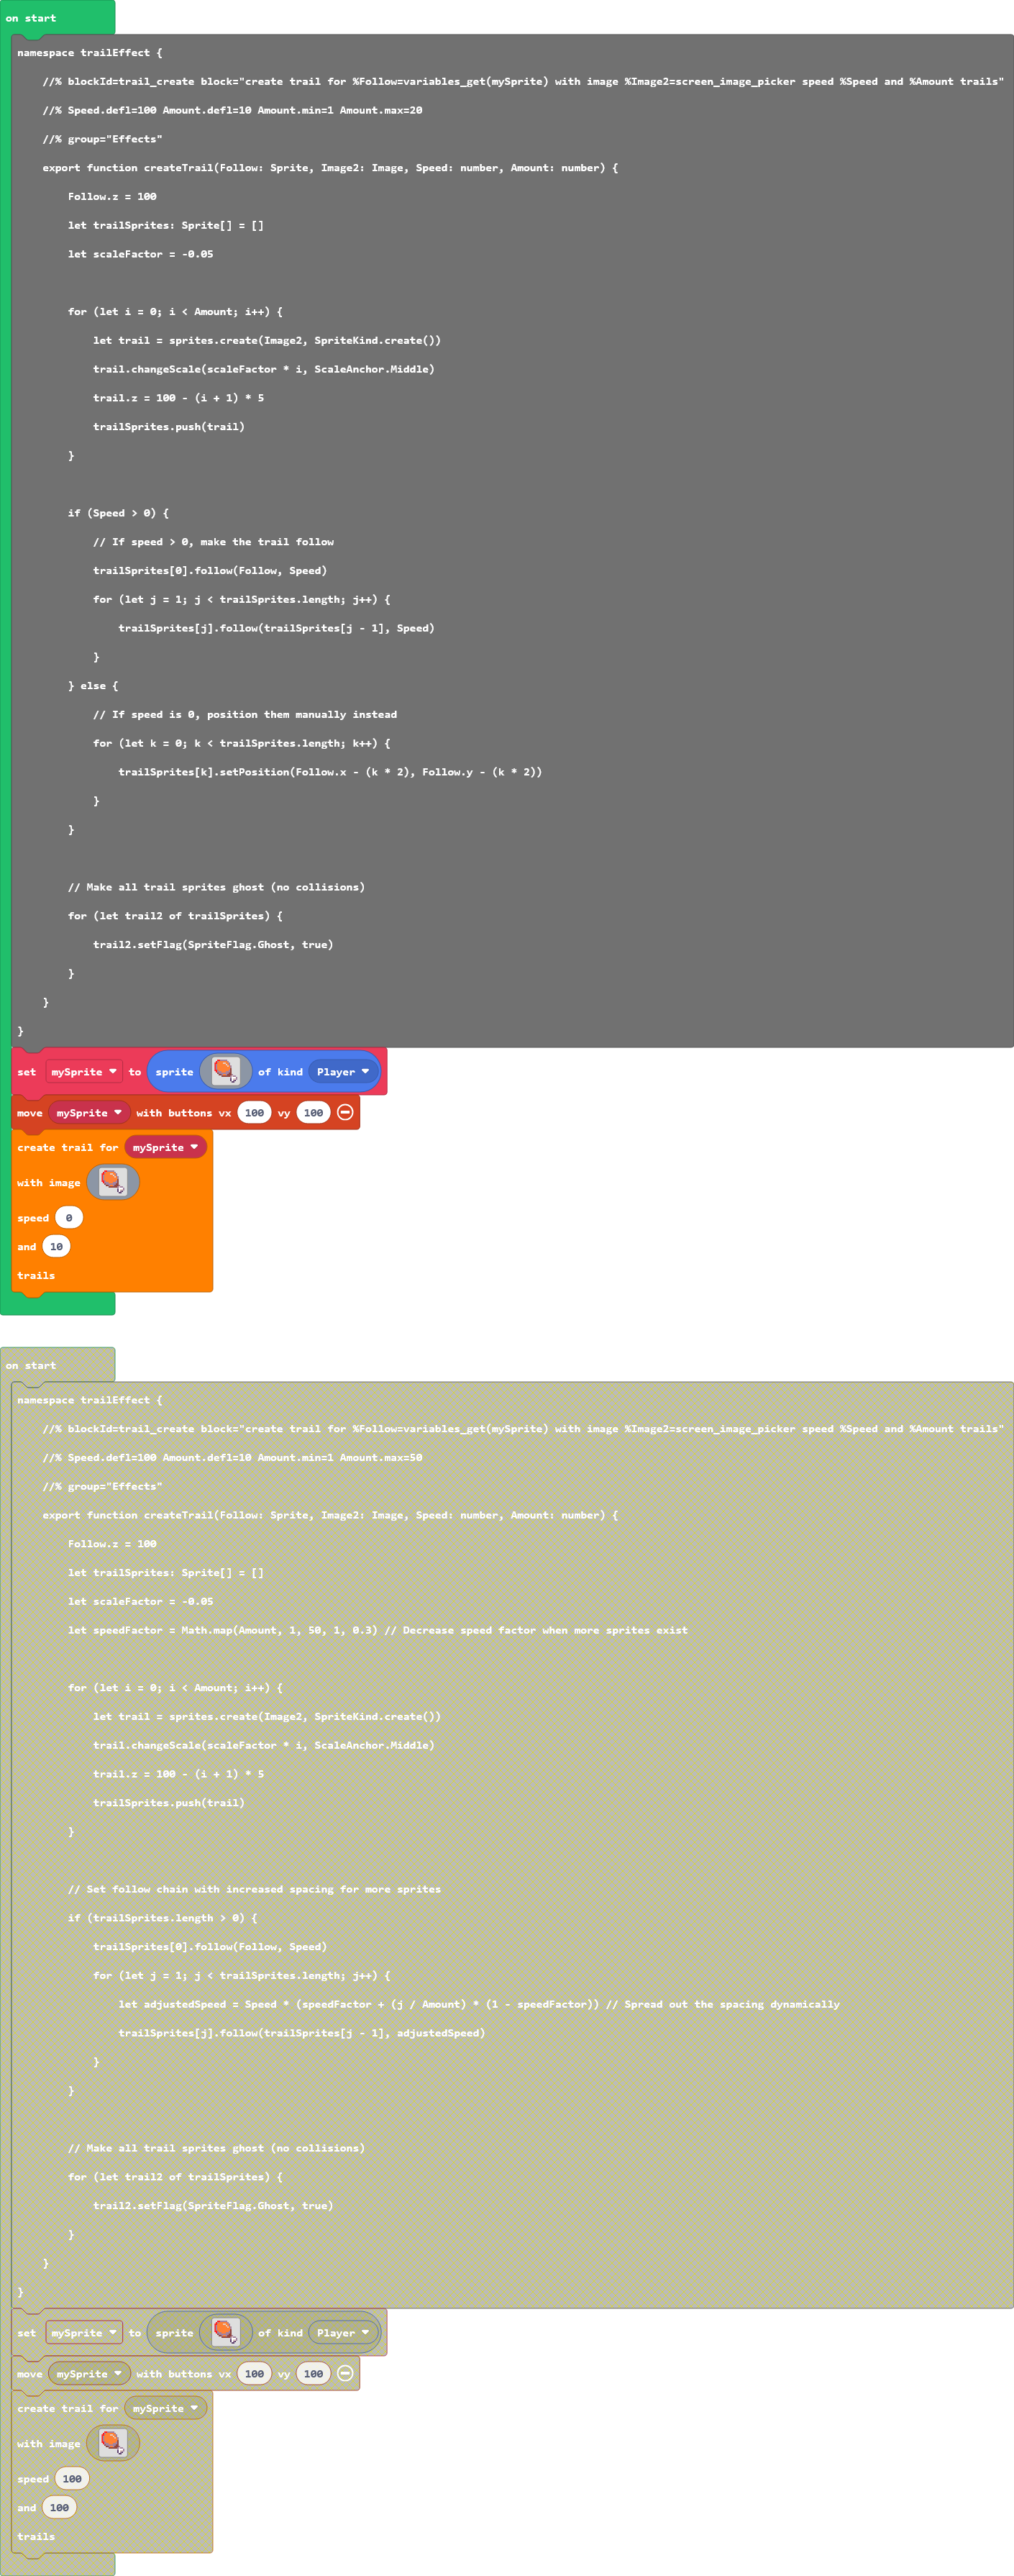 on start
namespace trailEffect {
//% blockId=trail_create block="create trail for %Follow=variables_get(mySprite) with image %Image2=screen_image_picker speed %Speed and %Amount trails"
//% Speed.defl=100 Amount.defl=10 Amount.min=1 Amount.max=20
//% group="Effects"
export function createTrail(Follow: Sprite, Image2: Image, Speed: number, Amount: number) {
Follow.z = 100
let trailSprites: Sprite[] = []
let scaleFactor = -0.05
for (let i = 0; i < Amount; i++) {
let trail = sprites.create(Image2, SpriteKind.create())
trail.changeScale(scaleFactor * i, ScaleAnchor.Middle)
trail.z = 100 - (i + 1) * 5
trailSprites.push(trail)
}
if (Speed > 0) {
// If speed > 0, make the trail follow
trailSprites[0].follow(Follow, Speed)
for (let j = 1; j < trailSprites.length; j++) {
trailSprites[j].follow(trailSprites[j - 1], Speed)
}
} else {
// If speed is 0, position them manually instead
for (let k = 0; k < trailSprites.length; k++) {
trailSprites[k].setPosition(Follow.x - (k * 2), Follow.y - (k * 2))
}
}
// Make all trail sprites ghost (no collisions)
for (let trail2 of trailSprites) {
trail2.setFlag(SpriteFlag.Ghost, true)
}
}
}
set mySprite to sprite of kind Player
move mySprite with buttons vx 100 vy 100
create trail for mySprite
with image
speed 0
and 10
trails
on start
namespace trailEffect {
//% blockId=trail_create block="create trail for %Follow=variables_get(mySprite) with image %Image2=screen_image_picker speed %Speed and %Amount trails"
//% Speed.defl=100 Amount.defl=10 Amount.min=1 Amount.max=50
//% group="Effects"
export function createTrail(Follow: Sprite, Image2: Image, Speed: number, Amount: number) {
Follow.z = 100
let trailSprites: Sprite[] = []
let scaleFactor = -0.05
let speedFactor = Math.map(Amount, 1, 50, 1, 0.3) // Decrease speed factor when more sprites exist
for (let i = 0; i < Amount; i++) {
let trail = sprites.create(Image2, SpriteKind.create())
trail.changeScale(scaleFactor * i, ScaleAnchor.Middle)
trail.z = 100 - (i + 1) * 5
trailSprites.push(trail)
}
// Set follow chain with increased spacing for more sprites
if (trailSprites.length > 0) {
trailSprites[0].follow(Follow, Speed)
for (let j = 1; j < trailSprites.length; j++) {
let adjustedSpeed = Speed * (speedFactor + (j / Amount) * (1 - speedFactor)) // Spread out the spacing dynamically
trailSprites[j].follow(trailSprites[j - 1], adjustedSpeed)
}
}
// Make all trail sprites ghost (no collisions)
for (let trail2 of trailSprites) {
trail2.setFlag(SpriteFlag.Ghost, true)
}
}
}
set mySprite to sprite of kind Player
move mySprite with buttons vx 100 vy 100
create trail for mySprite
with image
speed 100
and 100
trails